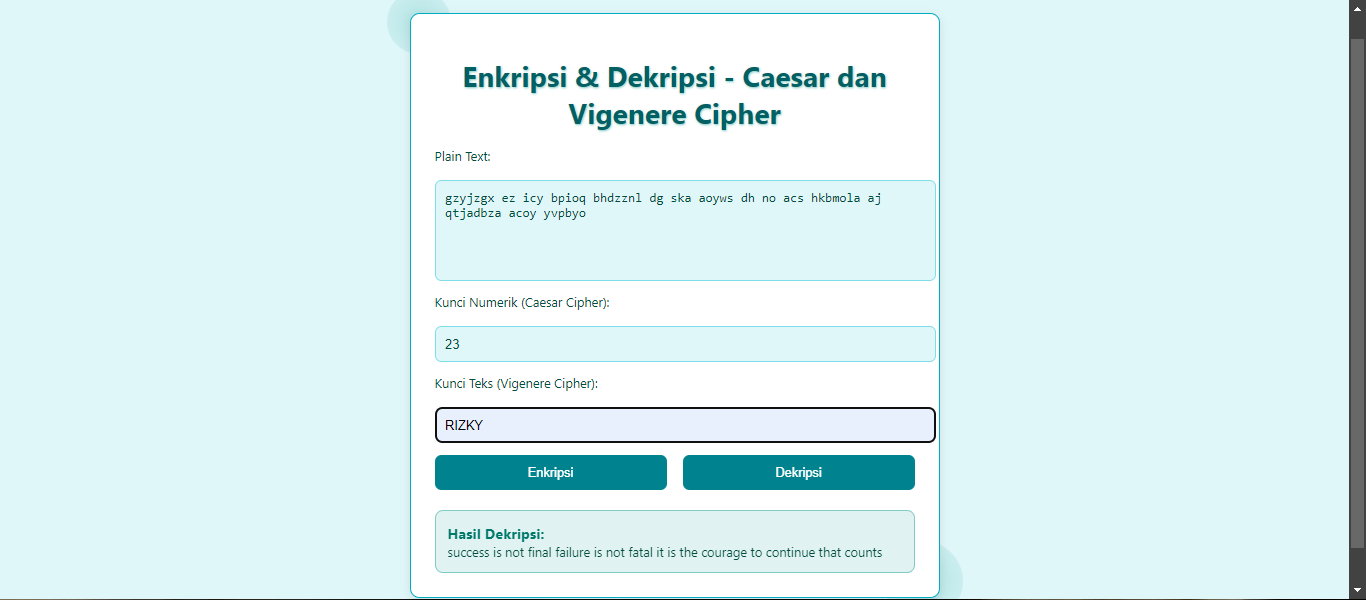 Enkripsi & Dekripsi - Caesar dan
Vigenere Cipher
Plain Text:
gzyjzgx ez icy bpioq bhdzznl dg ska aoyws dh no acs hkbmola aj
qtjadbza acoy yvpbyo
Kunci Numerik (Caesar Cipher):
23
Kunci Teks (Vigenere Cipher):
RIZKY
Enkripsi
Dekripsi
Hasil Dekripsi:
success is not final failure is not fatal it is the courage to continue that counts